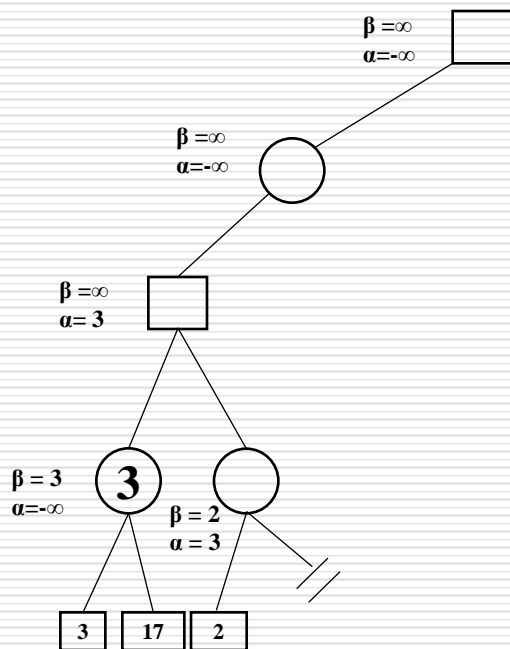 β =∞
α=-∞
β =∞
α=-∞
β =∞
α= 3
β = 3
α=-∞
3
β = 2
α = 3
3
17
2